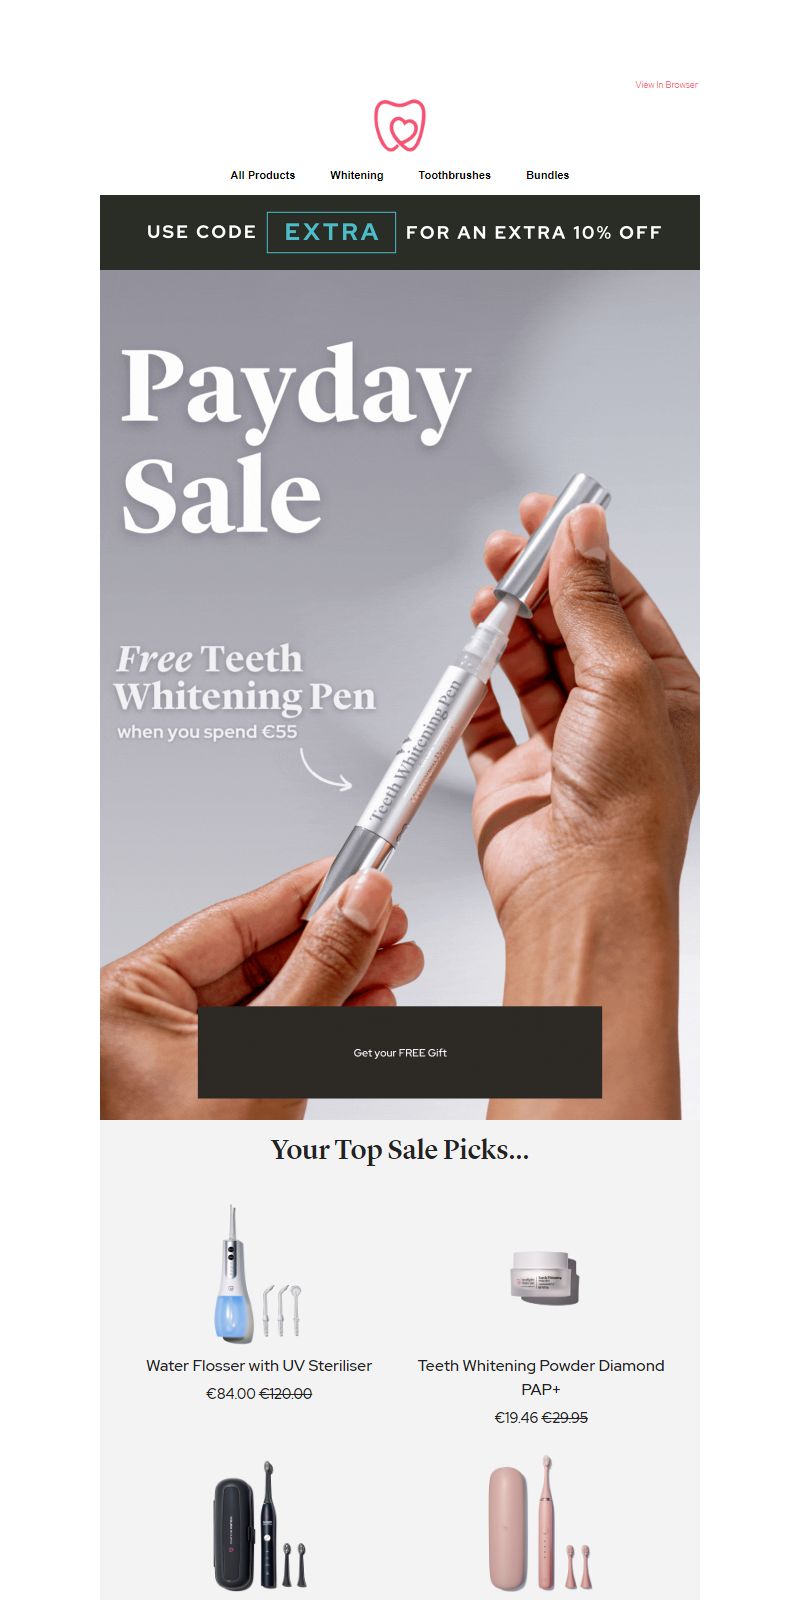 View In Browser
All Products Whitening Toothbrushes Bundles
USE CODE EXTRA FOR AN EXTRA 10% OFF
Payday
Sale
Free Teeth
Whitening Pen
when you spend €55
Teeth Whitening Pen
Get your FREE Gift
Your Top Sale Picks...
Water Flosser with UV Steriliser
€84.00 €120.00
Teeth Whitening Powder Diamond
PAP+
€19.46 €29.95